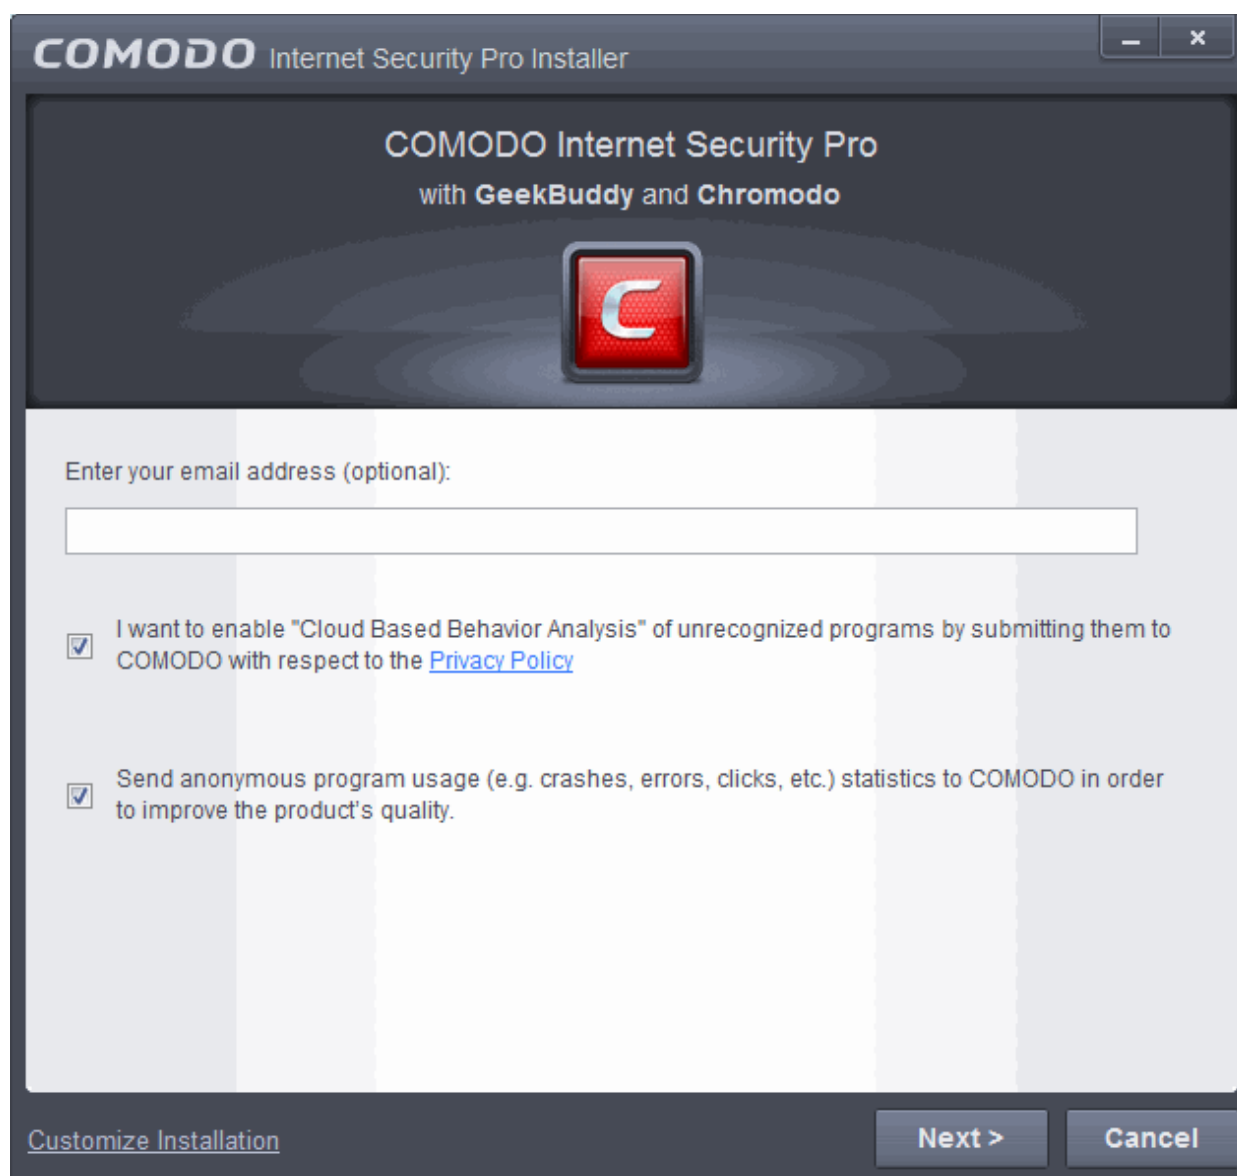 COMODO Internet Security Pro Installer
COMODO Internet Security Pro
with GeekBuddy and Chromodo
C
Enter your email address (optional):
I want to enable "Cloud Based Behavior Analysis" of unrecognized programs by submitting them to
COMODO with respect to the Privacy Policy
Send anonymous program usage (e.g. crashes, errors, clicks, etc.) statistics to COMODO in order
to improve the product's quality.
Customize Installation
Next >
Cancel